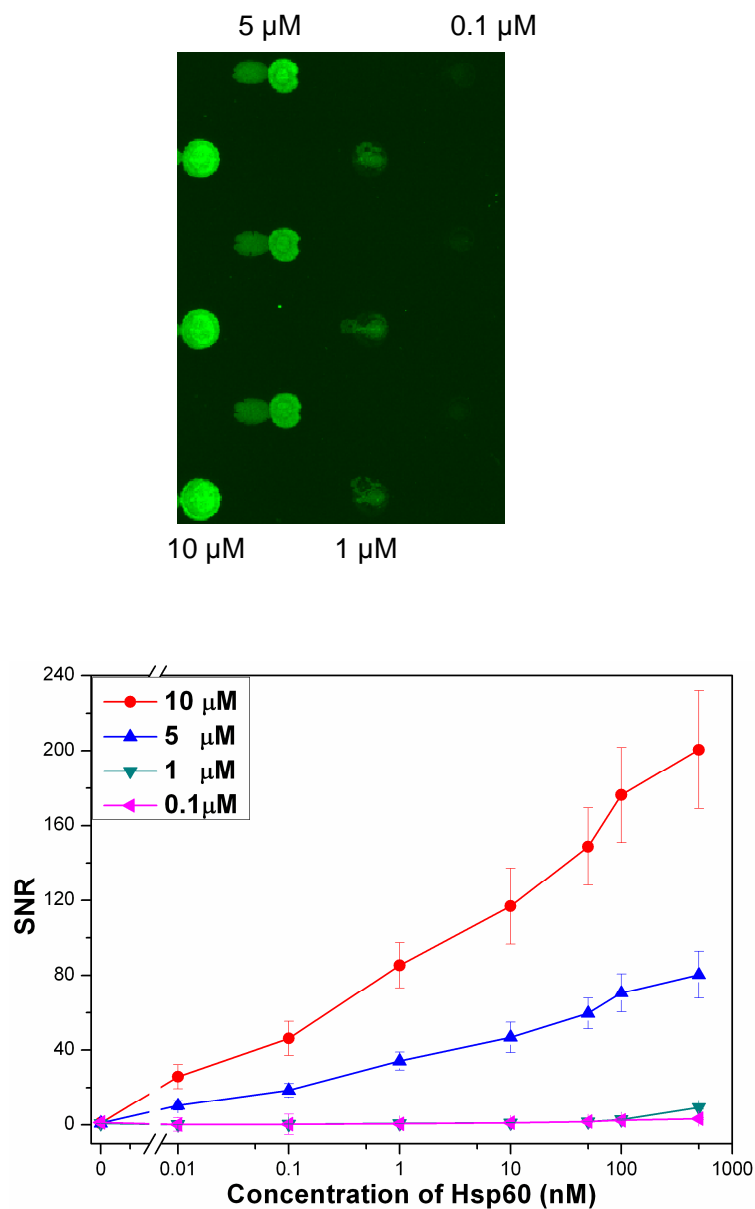 5 µM 0.1 µM
10 µM 1 µM
240
200
160
120
80
40
0
SNR
10 µM
5 µM
1 µM
0.1µM
0 0.01 0.1 1 10 100 1000
Concentration of Hsp60 (nM)